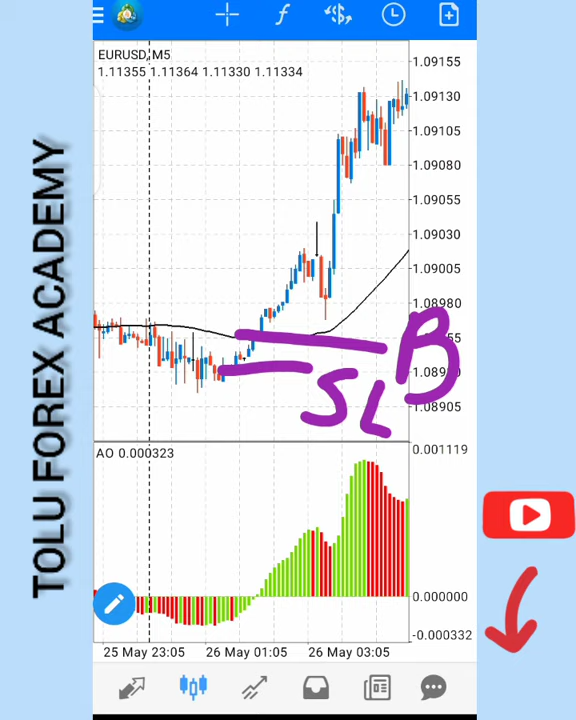 TOLU FOREX ACADEMY
EURUSD, M5
1.11355 1.11364 1.11330 1.11334
1.09155
1.09130
1.09105
1.09080
1.09055
1.09030
1.09005
1.08980
B
SL
1.08905
AO 0.000323
0.001119
0.000000
-0.000332
25 May 23:05
26 May 01:05
26 May 03:05